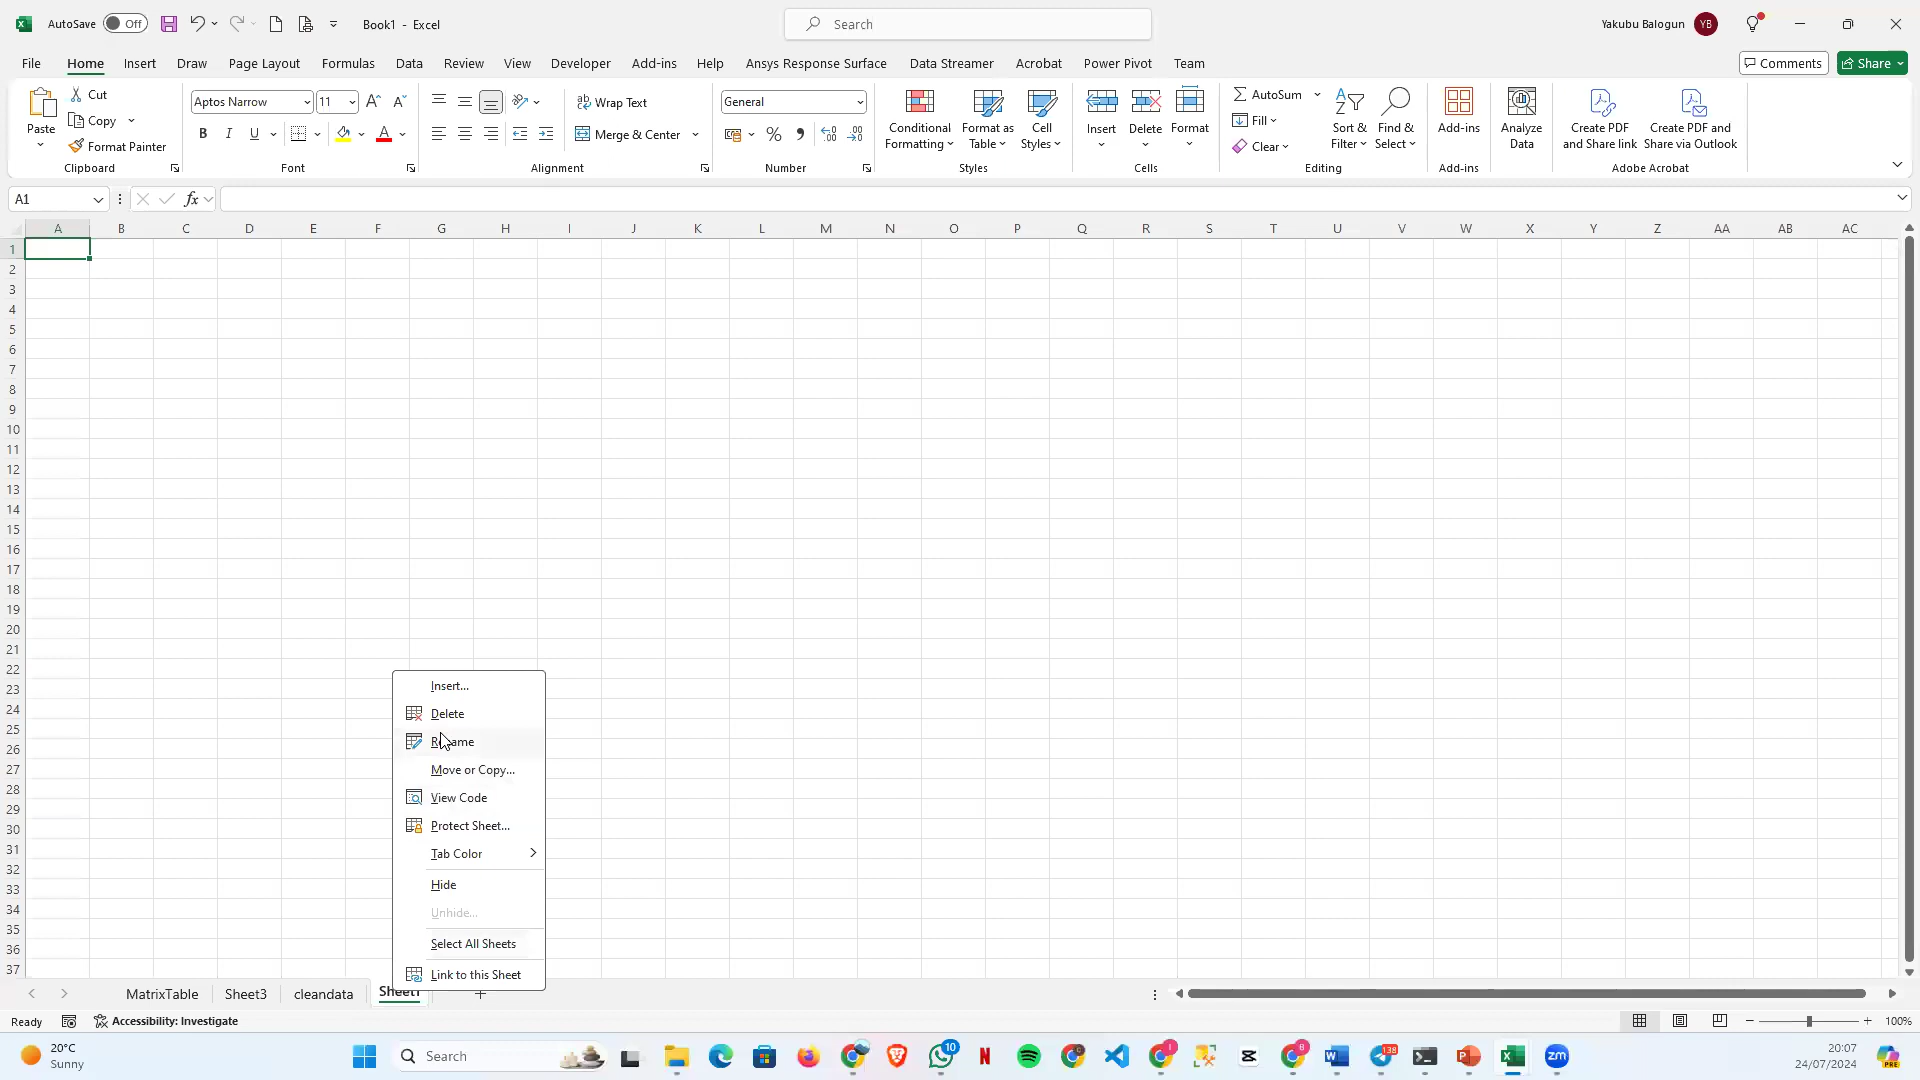 AutoSave Off Book1 - Excel Search Yakubu Balogun YB
File Home Insert Draw Page Layout Formulas Data Review View Developer Add-ins Help Ansys Response Surface Data Streamer Acrobat Power Pivot Team Comments Share
Paste Cut Copy Format Painter Clipboard
Aptos Narrow 11 B I U A Font
ab Wrap Text Merge & Center Alignment
General % Number
Conditional Formatting Format as Table Cell Styles Styles
Insert Delete Format Cells
AutoSum Fill Clear Sort & Filter Find & Select Editing
Add-ins Add-ins
Analyze Data
Create PDF and Share link Create PDF and Share via Outlook Adobe Acrobat
A1 fx
A B C D E F G H I J K L M N O P Q R S T U V W X Y Z AA AB AC
1
2
3
4
5
6
7
8
9
10
11
12
13
14
15
16
17
18
19
20
21
22
23
24
25
26
27
28
29
30
31
32
33
34
35
36
37
Insert...
Delete
Rename
Move or Copy...
View Code
Protect Sheet...
Tab Color
Hide
Unhide...
Select All Sheets
Link to this Sheet
MatrixTable Sheet3 cleandata Sheet1
Ready Accessibility: Investigate 100%
20°C
Sunny
Search
10
138
zm
20:07
24/07/2024